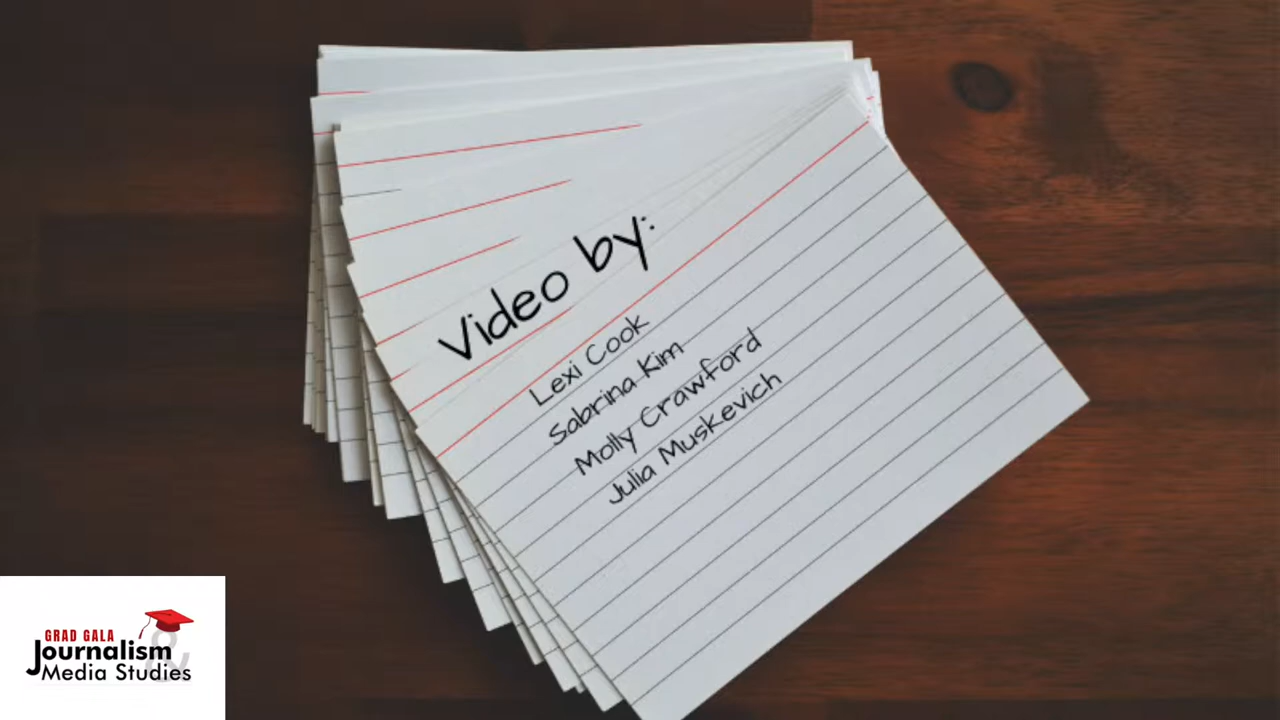 Video by:
Lexi Cook
Sabrina Kim
Molly Crawford
Julia Muskevich
GRAD GALA
Journalism
&
Media Studies